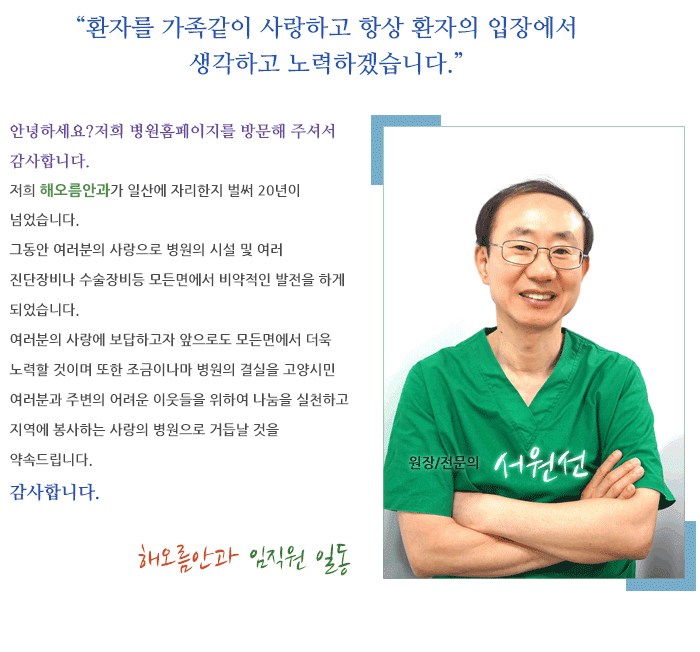 “환자를 가족같이 사랑하고 항상 환자의 입장에서
생각하고 노력하겠습니다.”
안녕하세요?저희 병원홈페이지를 방문해 주셔서
감사합니다.
저희 해오름안과가 일산에 자리한지 벌써 20년이
넘었습니다.
그동안 여러분의 사랑으로 병원의 시설 및 여러
진단장비나 수술장비등 모든면에서 비약적인 발전을 하게
되었습니다.
여러분의 사랑에 보답하고자 앞으로도 모든면에서 더욱
노력할 것이며 또한 조금이나마 병원의 결실을 고양시민
여러분과 주변의 어려운 이웃들을 위하여 나눔을 실천하고
지역에 봉사하는 사랑의 병원으로 거듭날 것을
약속드립니다.
감사합니다.
해오름안과 임직원 일동
원장/전문의 서원선